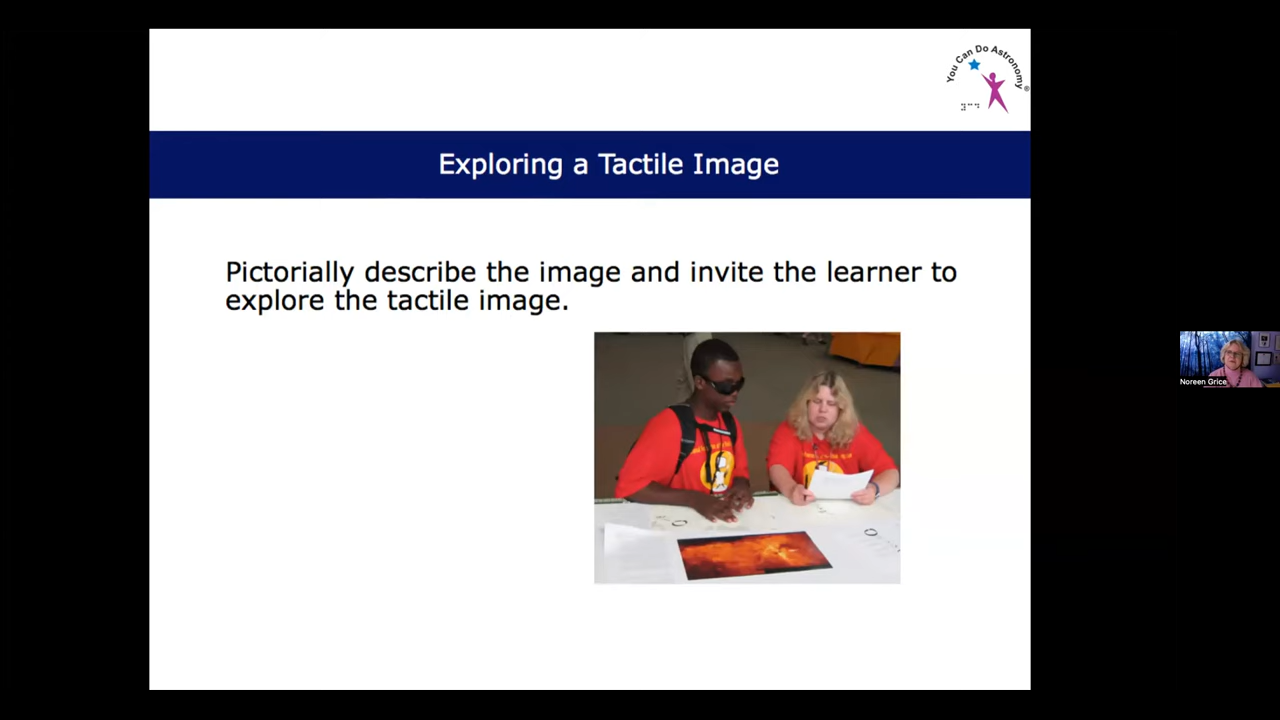 You Can Do Astronomy
®
⠽⠉⠙
Exploring a Tactile Image
Pictorially describe the image and invite the learner to
explore the tactile image.
Noreen Grice